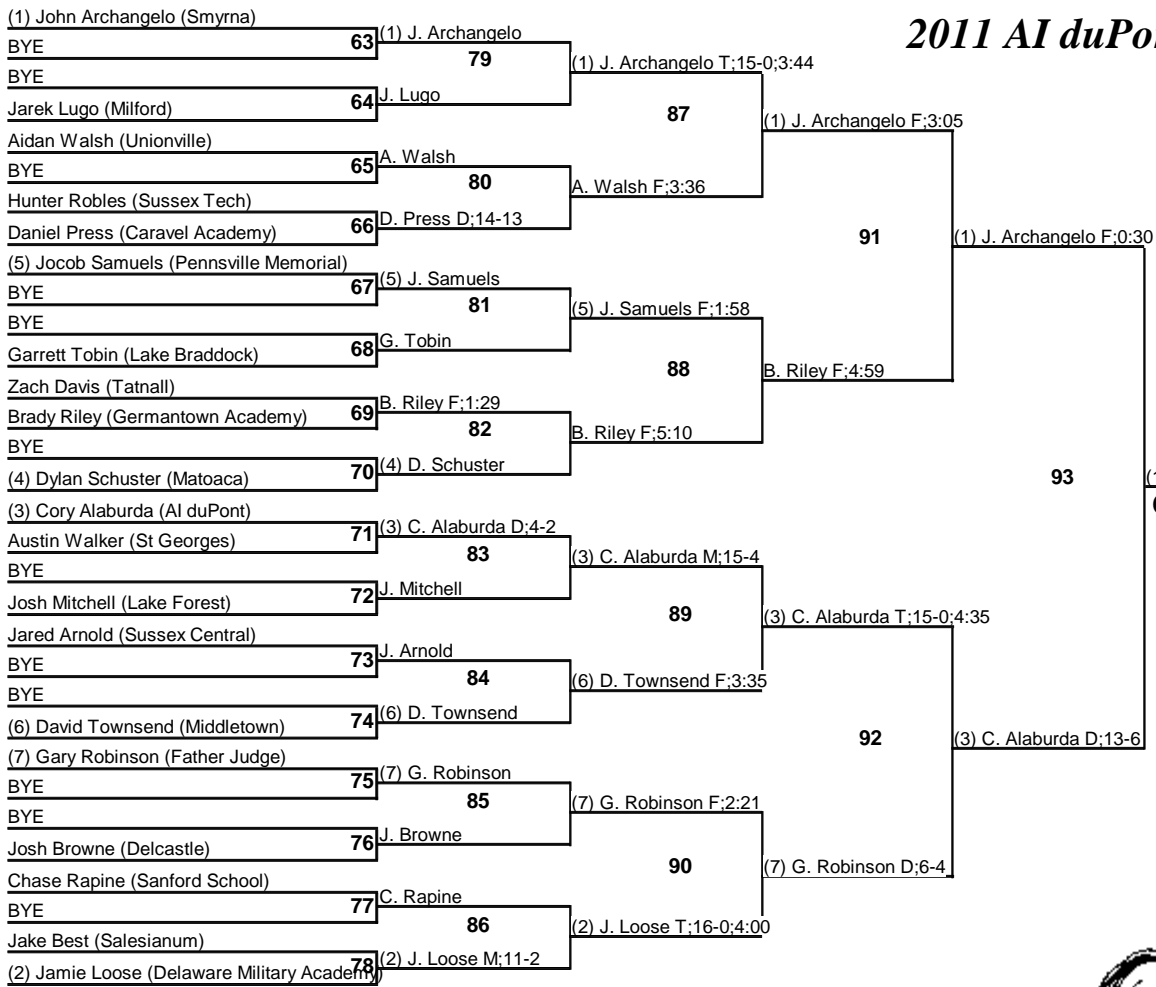 2011 AI duPo
(1) John Archangelo (Smyrna)
BYE
63
BYE
64
Jarek Lugo (Milford)
Aidan Walsh (Unionville)
BYE
65
Hunter Robles (Sussex Tech)
66
Daniel Press (Caravel Academy)
(5) Jocob Samuels (Pennsville Memorial)
BYE
67
BYE
68
Garrett Tobin (Lake Braddock)
Zach Davis (Tatnall)
Brady Riley (Germantown Academy)
69
BYE
70
(4) Dylan Schuster (Matoaca)
(3) Cory Alaburda (AI duPont)
Austin Walker (St Georges)
71
BYE
72
Josh Mitchell (Lake Forest)
Jared Arnold (Sussex Central)
BYE
73
BYE
74
(6) David Townsend (Middletown)
(7) Gary Robinson (Father Judge)
BYE
75
BYE
76
Josh Browne (Delcastle)
Chase Rapine (Sanford School)
BYE
77
Jake Best (Salesianum)
78
(2) Jamie Loose (Delaware Military Academy)
(1) J. Archangelo
79
J. Lugo
A. Walsh
80
D. Press D;14-13
(5) J. Samuels
81
G. Tobin
B. Riley F;1:29
82
(4) D. Schuster
(3) C. Alaburda D;4-2
83
J. Mitchell
J. Arnold
84
(6) D. Townsend
(7) G. Robinson
85
J. Browne
C. Rapine
86
(2) J. Loose M;11-2
(1) J. Archangelo T;15-0;3:44
87
A. Walsh F;3:36
(5) J. Samuels F;1:58
88
B. Riley F;5:10
(3) C. Alaburda M;15-4
89
(6) D. Townsend F;3:35
(7) G. Robinson F;2:21
90
(2) J. Loose T;16-0;4:00
(1) J. Archangelo F;3:05
91
B. Riley F;4:59
(3) C. Alaburda T;15-0;4:35
92
(7) G. Robinson D;6-4
(1) J. Archangelo F;0:30
93
(3) C. Alaburda D;13-6
(1